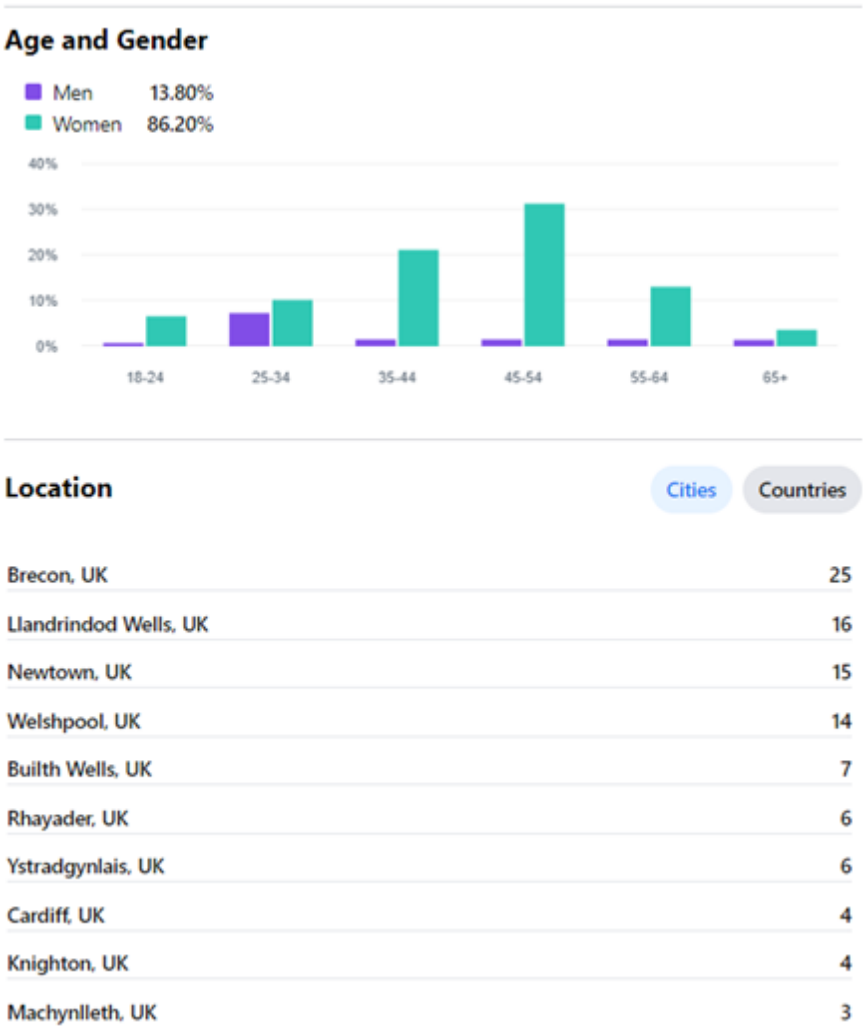 Age and Gender
Men 13.80%
Women 86.20%
40%
30%
20%
10%
0%
18-24 25-34 35-44 45-54 55-64 65+
Location Cities Countries
Brecon, UK 25
Llandrindod Wells, UK 16
Newtown, UK 15
Welshpool, UK 14
Builth Wells, UK 7
Rhayader, UK 6
Ystradgynlais, UK 6
Cardiff, UK 4
Knighton, UK 4
Machynlleth, UK 3